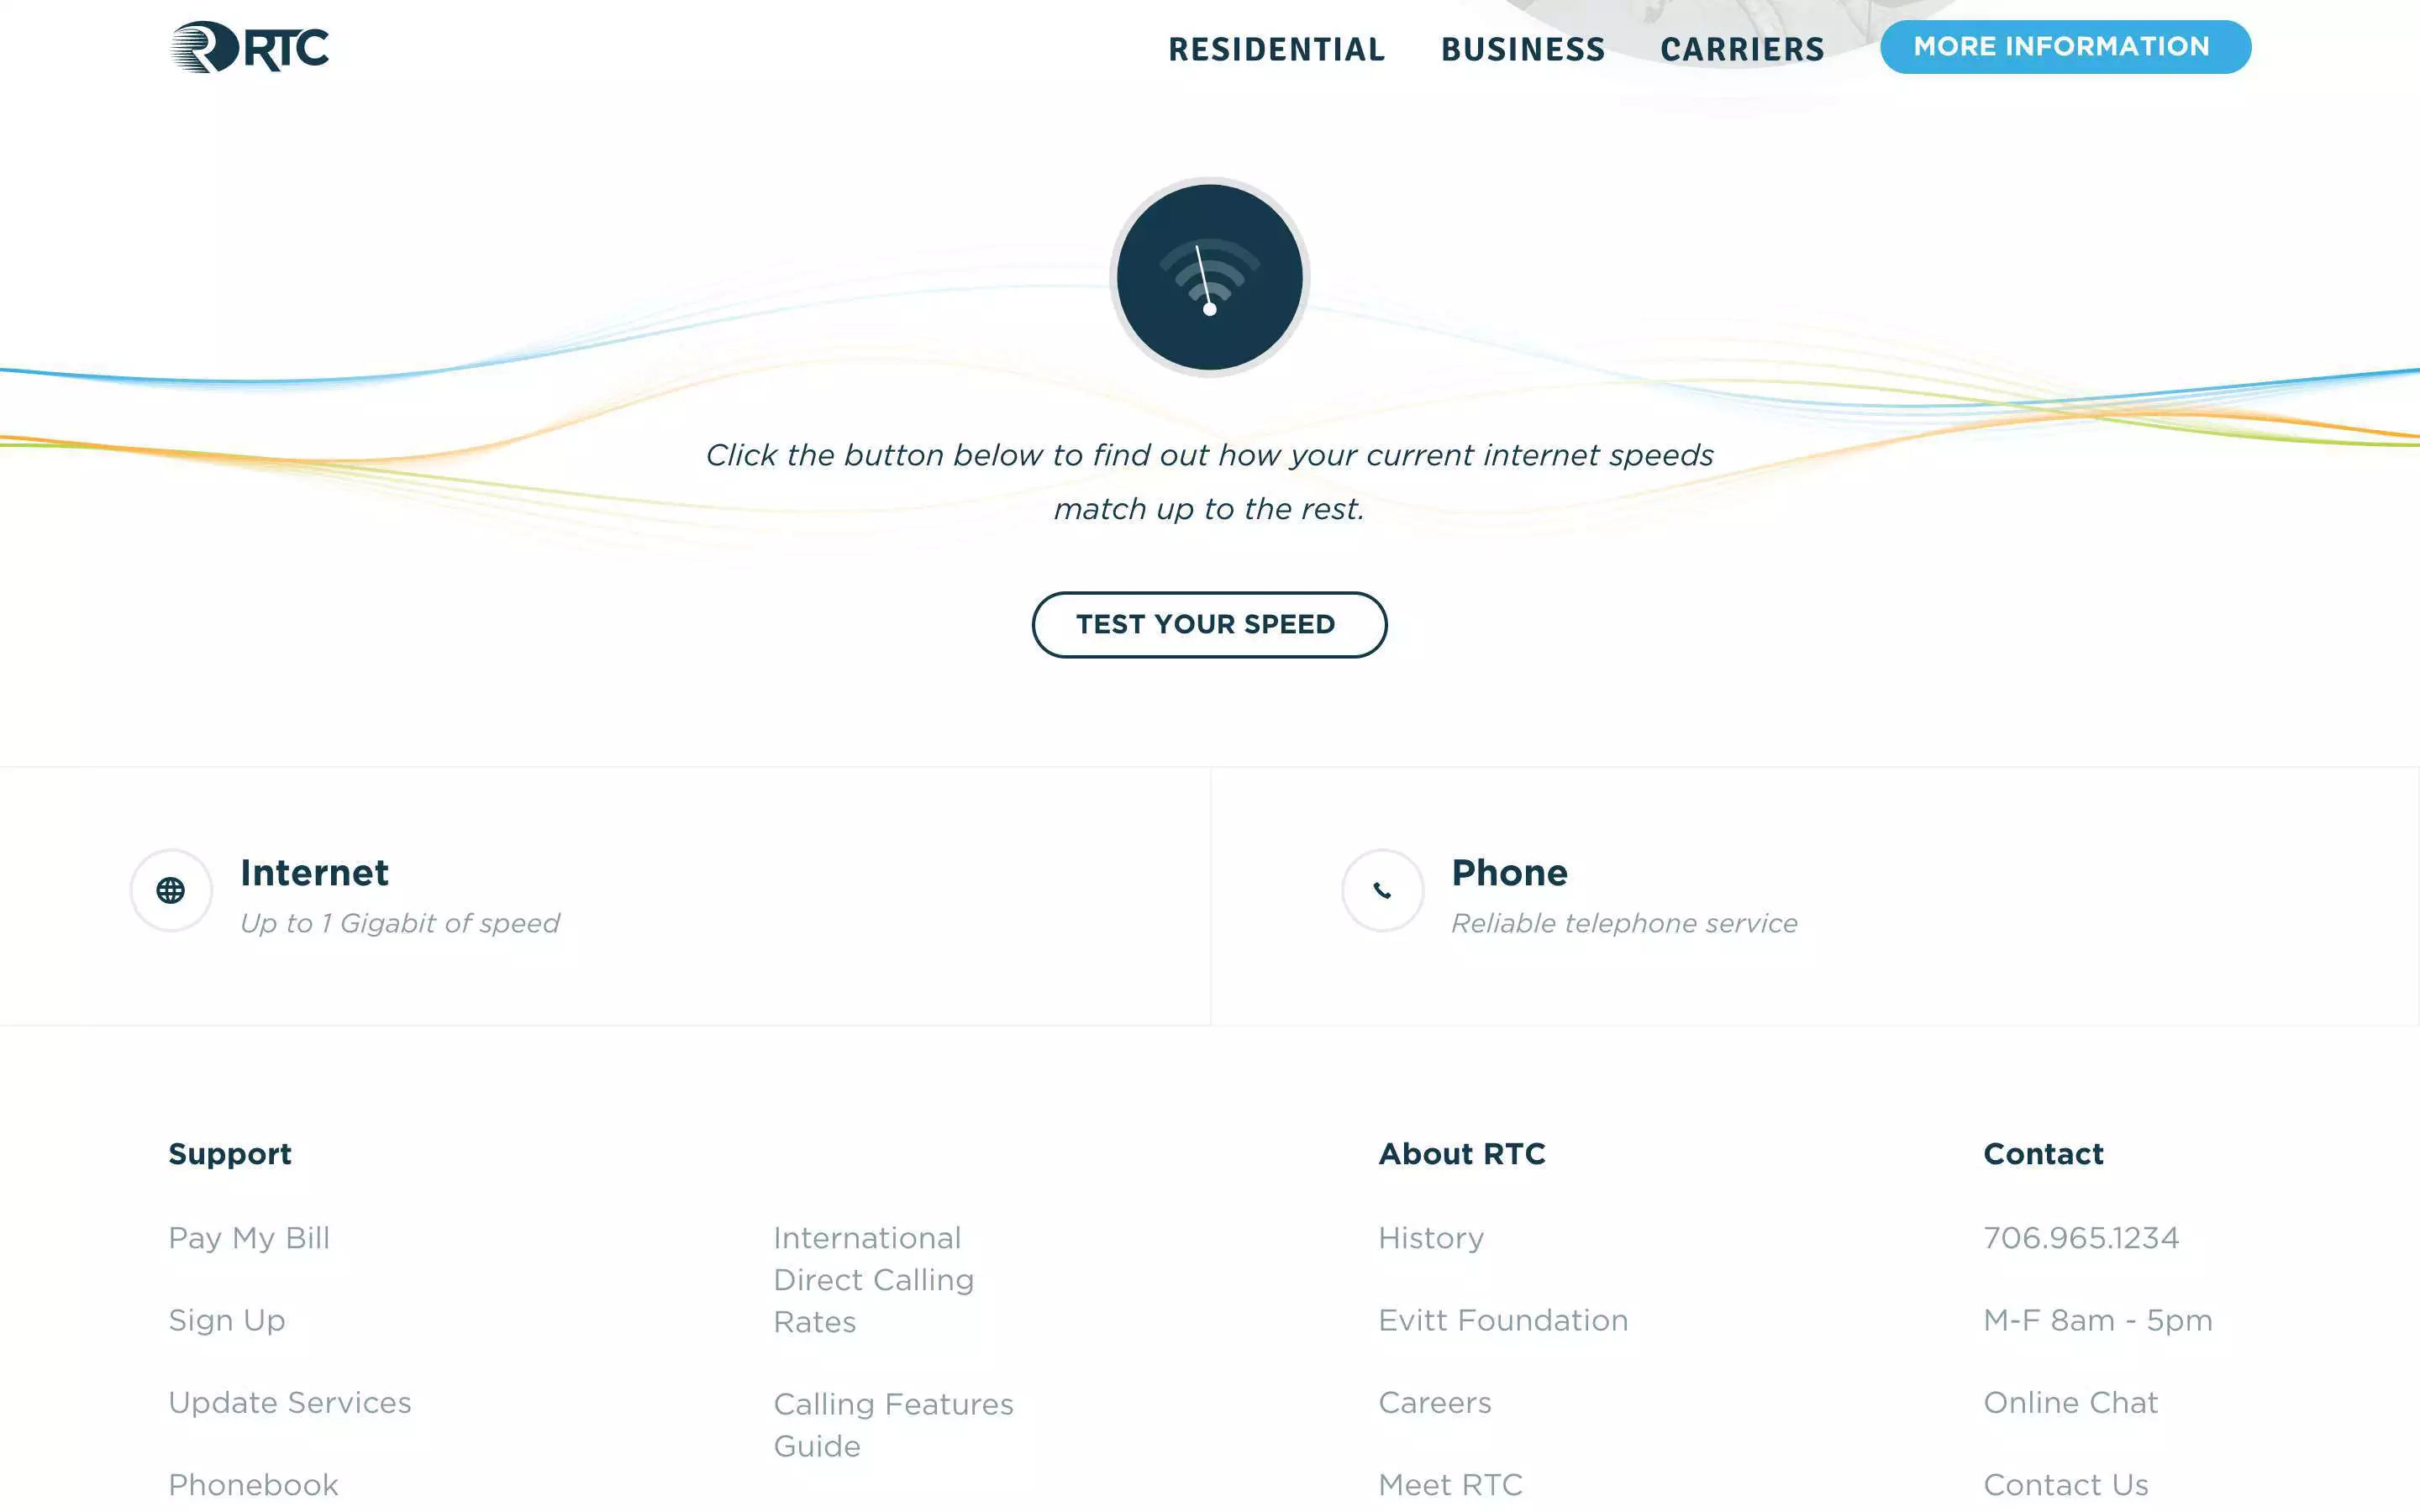 RTC
RESIDENTIAL
BUSINESS
CARRIERS
MORE INFORMATION
Click the button below to find out how your current internet speeds
match up to the rest.
TEST YOUR SPEED
Internet
Up to 1 Gigabit of speed
Phone
Reliable telephone service
Support
Pay My Bill
Sign Up
Update Services
Phonebook
International
Direct Calling
Rates
Calling Features
Guide
About RTC
History
Evitt Foundation
Careers
Meet RTC
Contact
706.965.1234
M-F 8am - 5pm
Online Chat
Contact Us